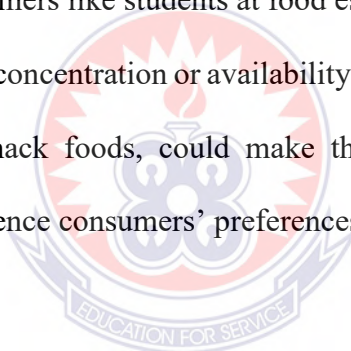 mers like students at food e
concentration or availability
nack foods, could make th
ence consumers’ preferences
EDUCATION FOR SERVICE